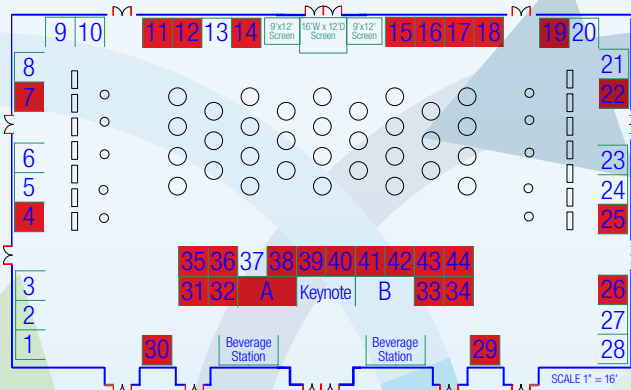 9 10 11 12 13 14 9'x12' Screen 16'W x 12'D Screen 9'x12' Screen 15 16 17 18 19 20
8
7
6
5
4
3
2
1
21
22
23
24
25
26
27
28
35 36 37 38 39 40 41 42 43 44
31 32 A Keynote B 33 34
30
Beverage
Station
Beverage
Station
29
SCALE 1" = 16'